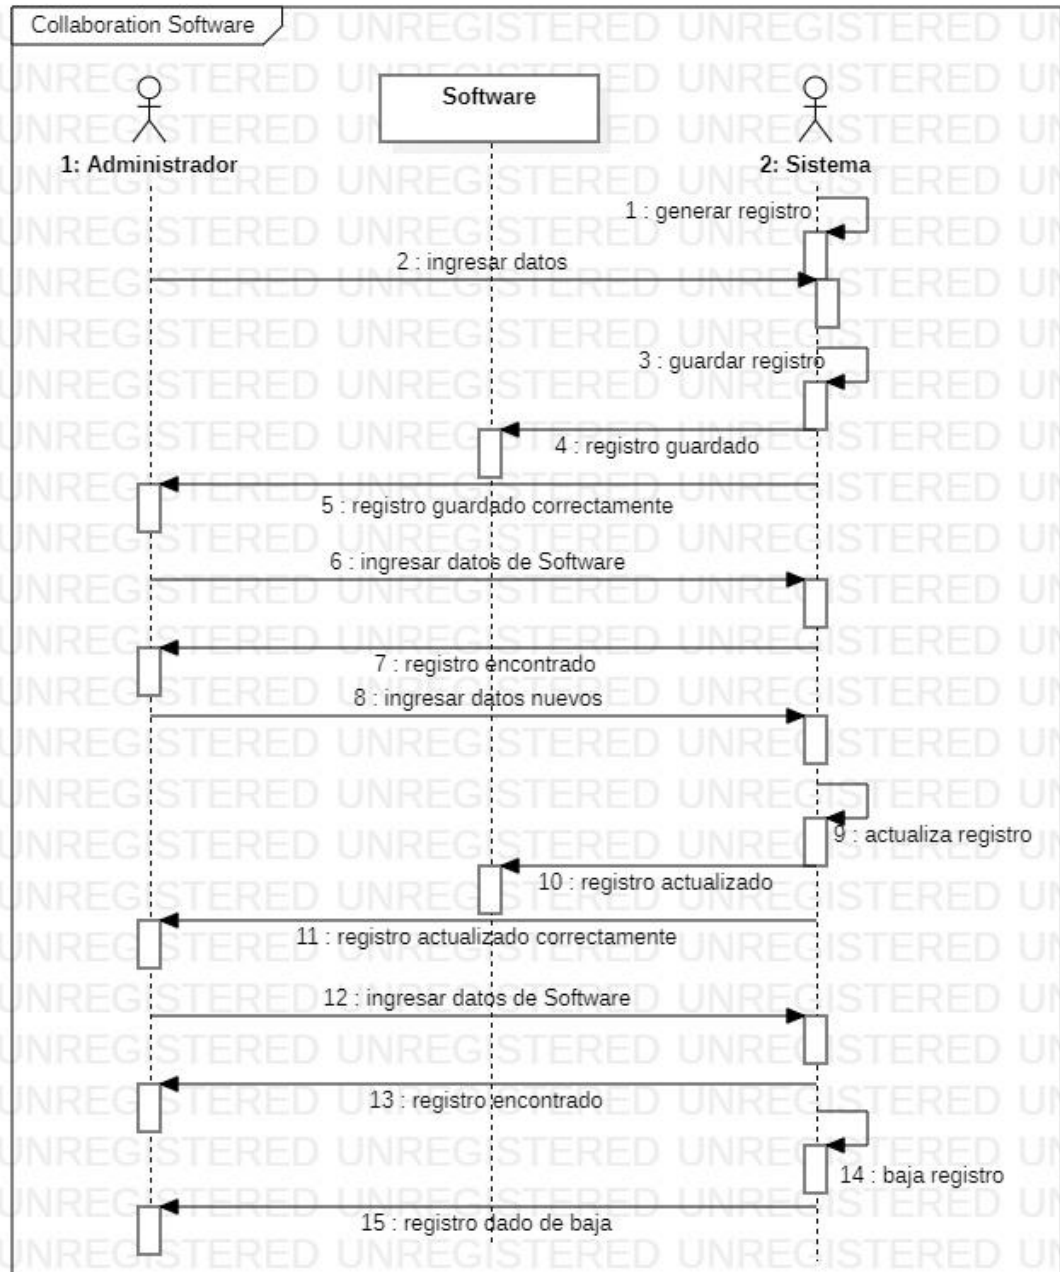 Collaboration Software
1: Administrador
Software
2: Sistema
1 : generar registro
2 : ingresar datos
3 : guardar registro
4 : registro guardado
5 : registro guardado correctamente
6 : ingresar datos de Software
7 : registro encontrado
8 : ingresar datos nuevos
9 : actualiza registro
10 : registro actualizado
11 : registro actualizado correctamente
12 : ingresar datos de Software
13 : registro encontrado
14 : baja registro
15 : registro dado de baja
UNREGISTERED